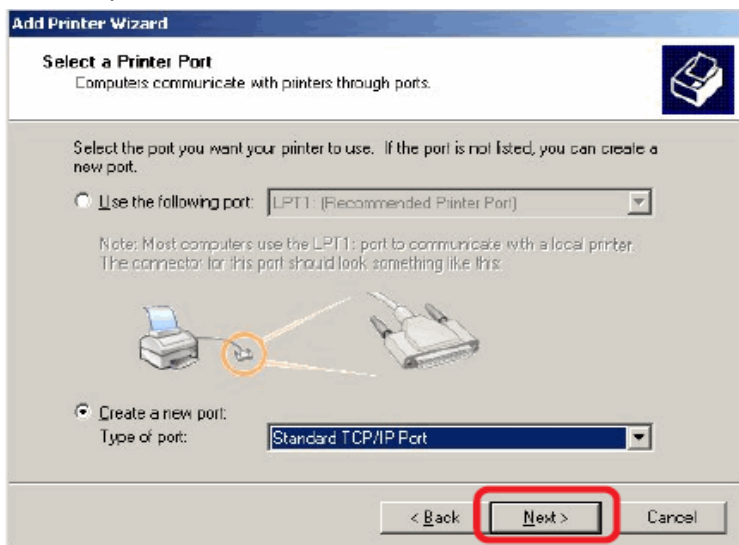 Add Printer Wizard
Select a Printer Port
Computers communicate with printers through ports.
Select the port you want your printer to use. If the port is not listed, you can create a
new port.
Use the following port:
LPT1: (Recommended Printer Port)
Note: Most computers use the LPT1: port to communicate with a local printer.
The connector for this port should look something like this:
Create a new port:
Type of port:
Standard TCP/IP Port
< Back
Next >
Cancel